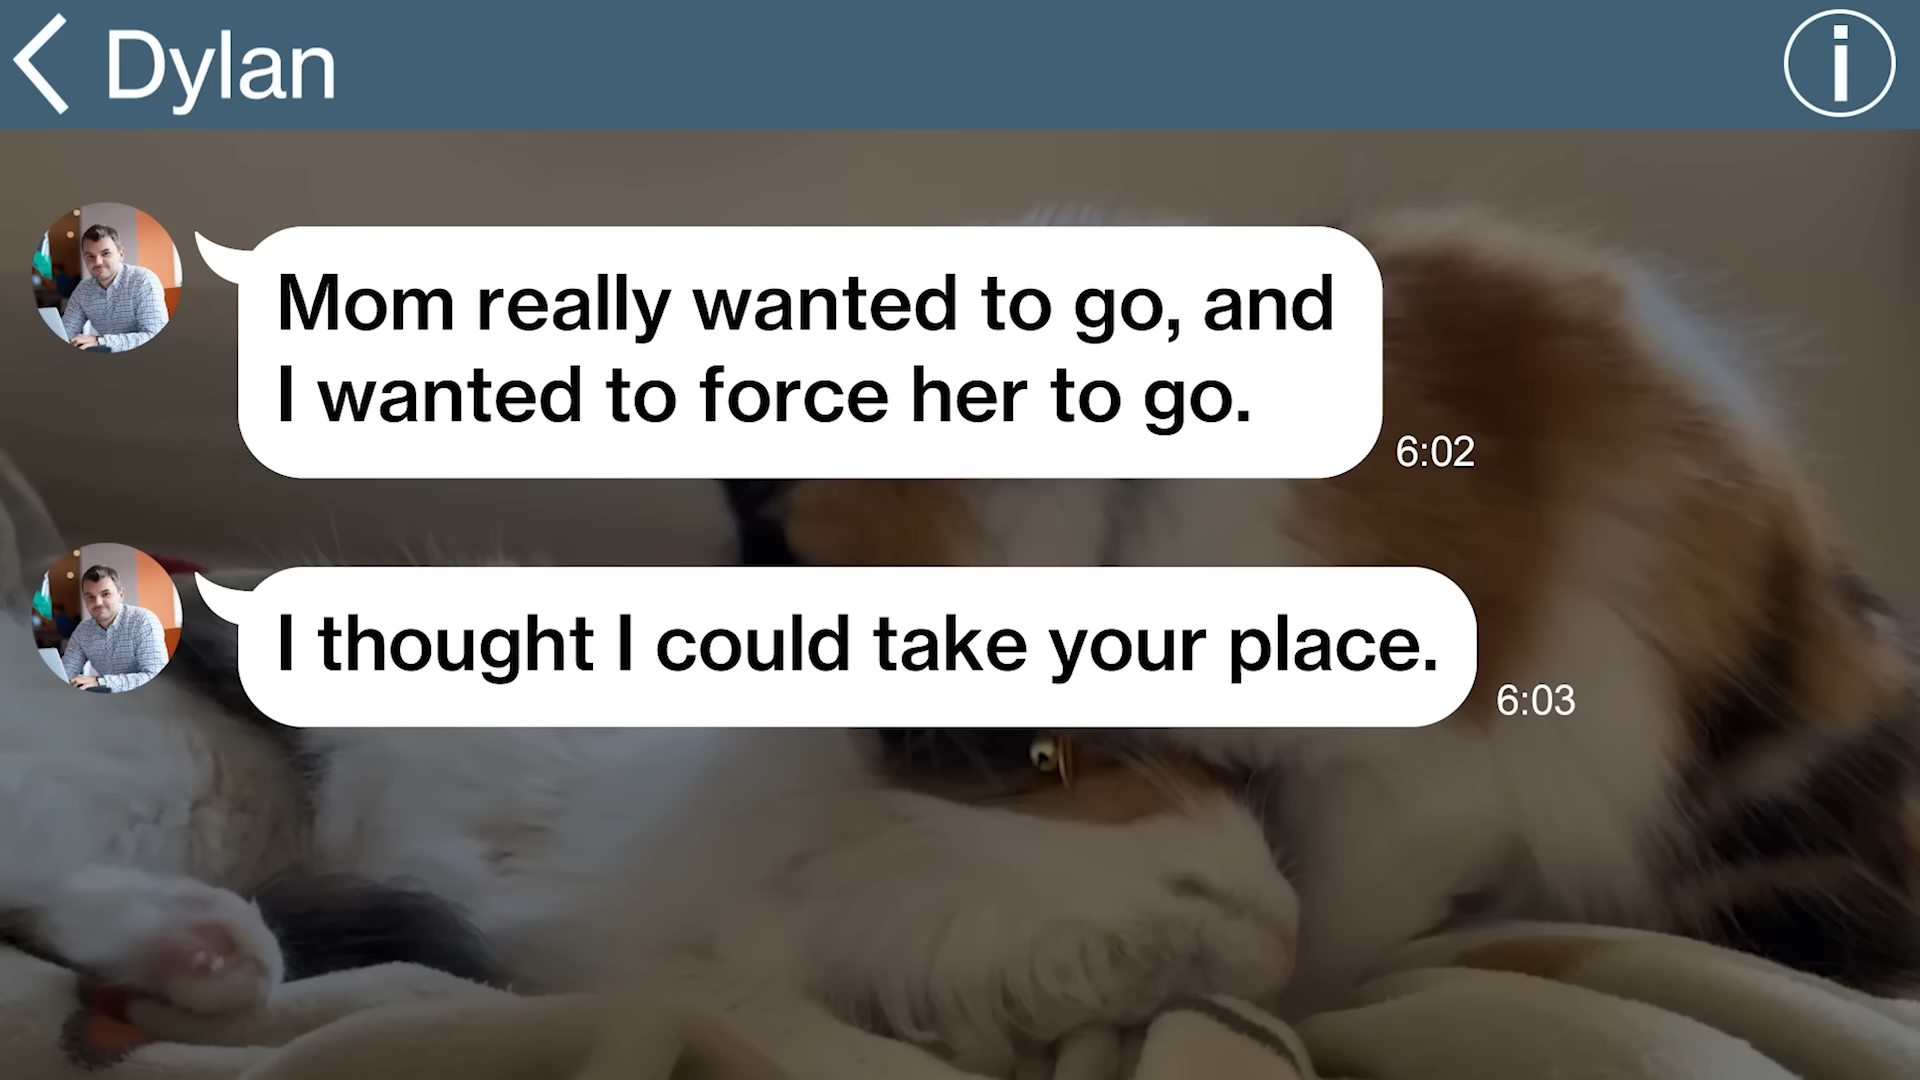 Dylan
Mom really wanted to go, and
I wanted to force her to go.
6:02
I thought I could take your place.
6:03